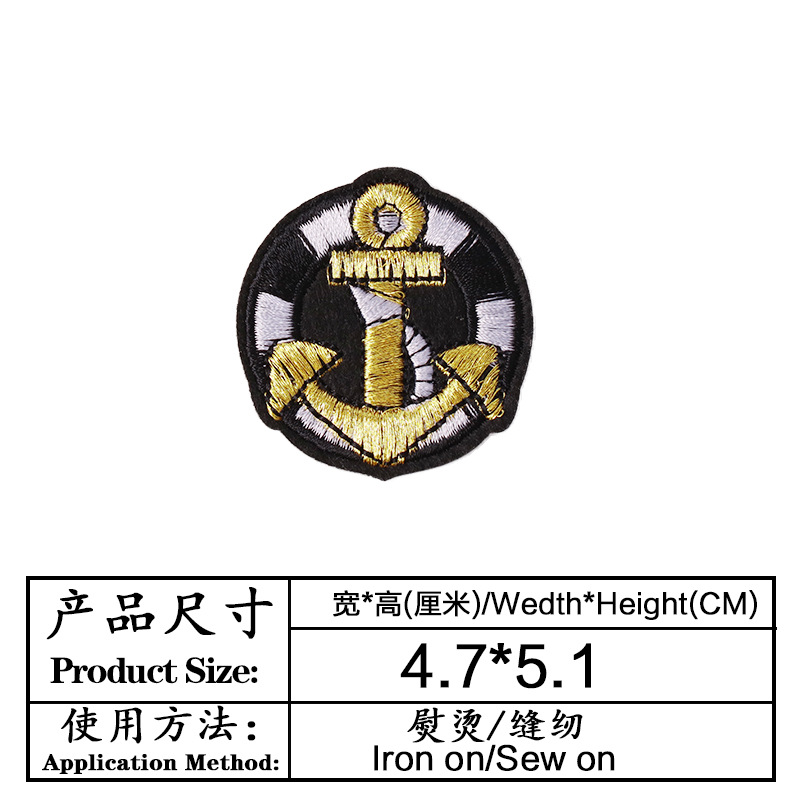 产品尺寸
Product Size:
宽*高(厘米)/Wedth*Height(CM)
4.7*5.1
使用方法：
Application Method:
熨烫/缝纫
Iron on/Sew on